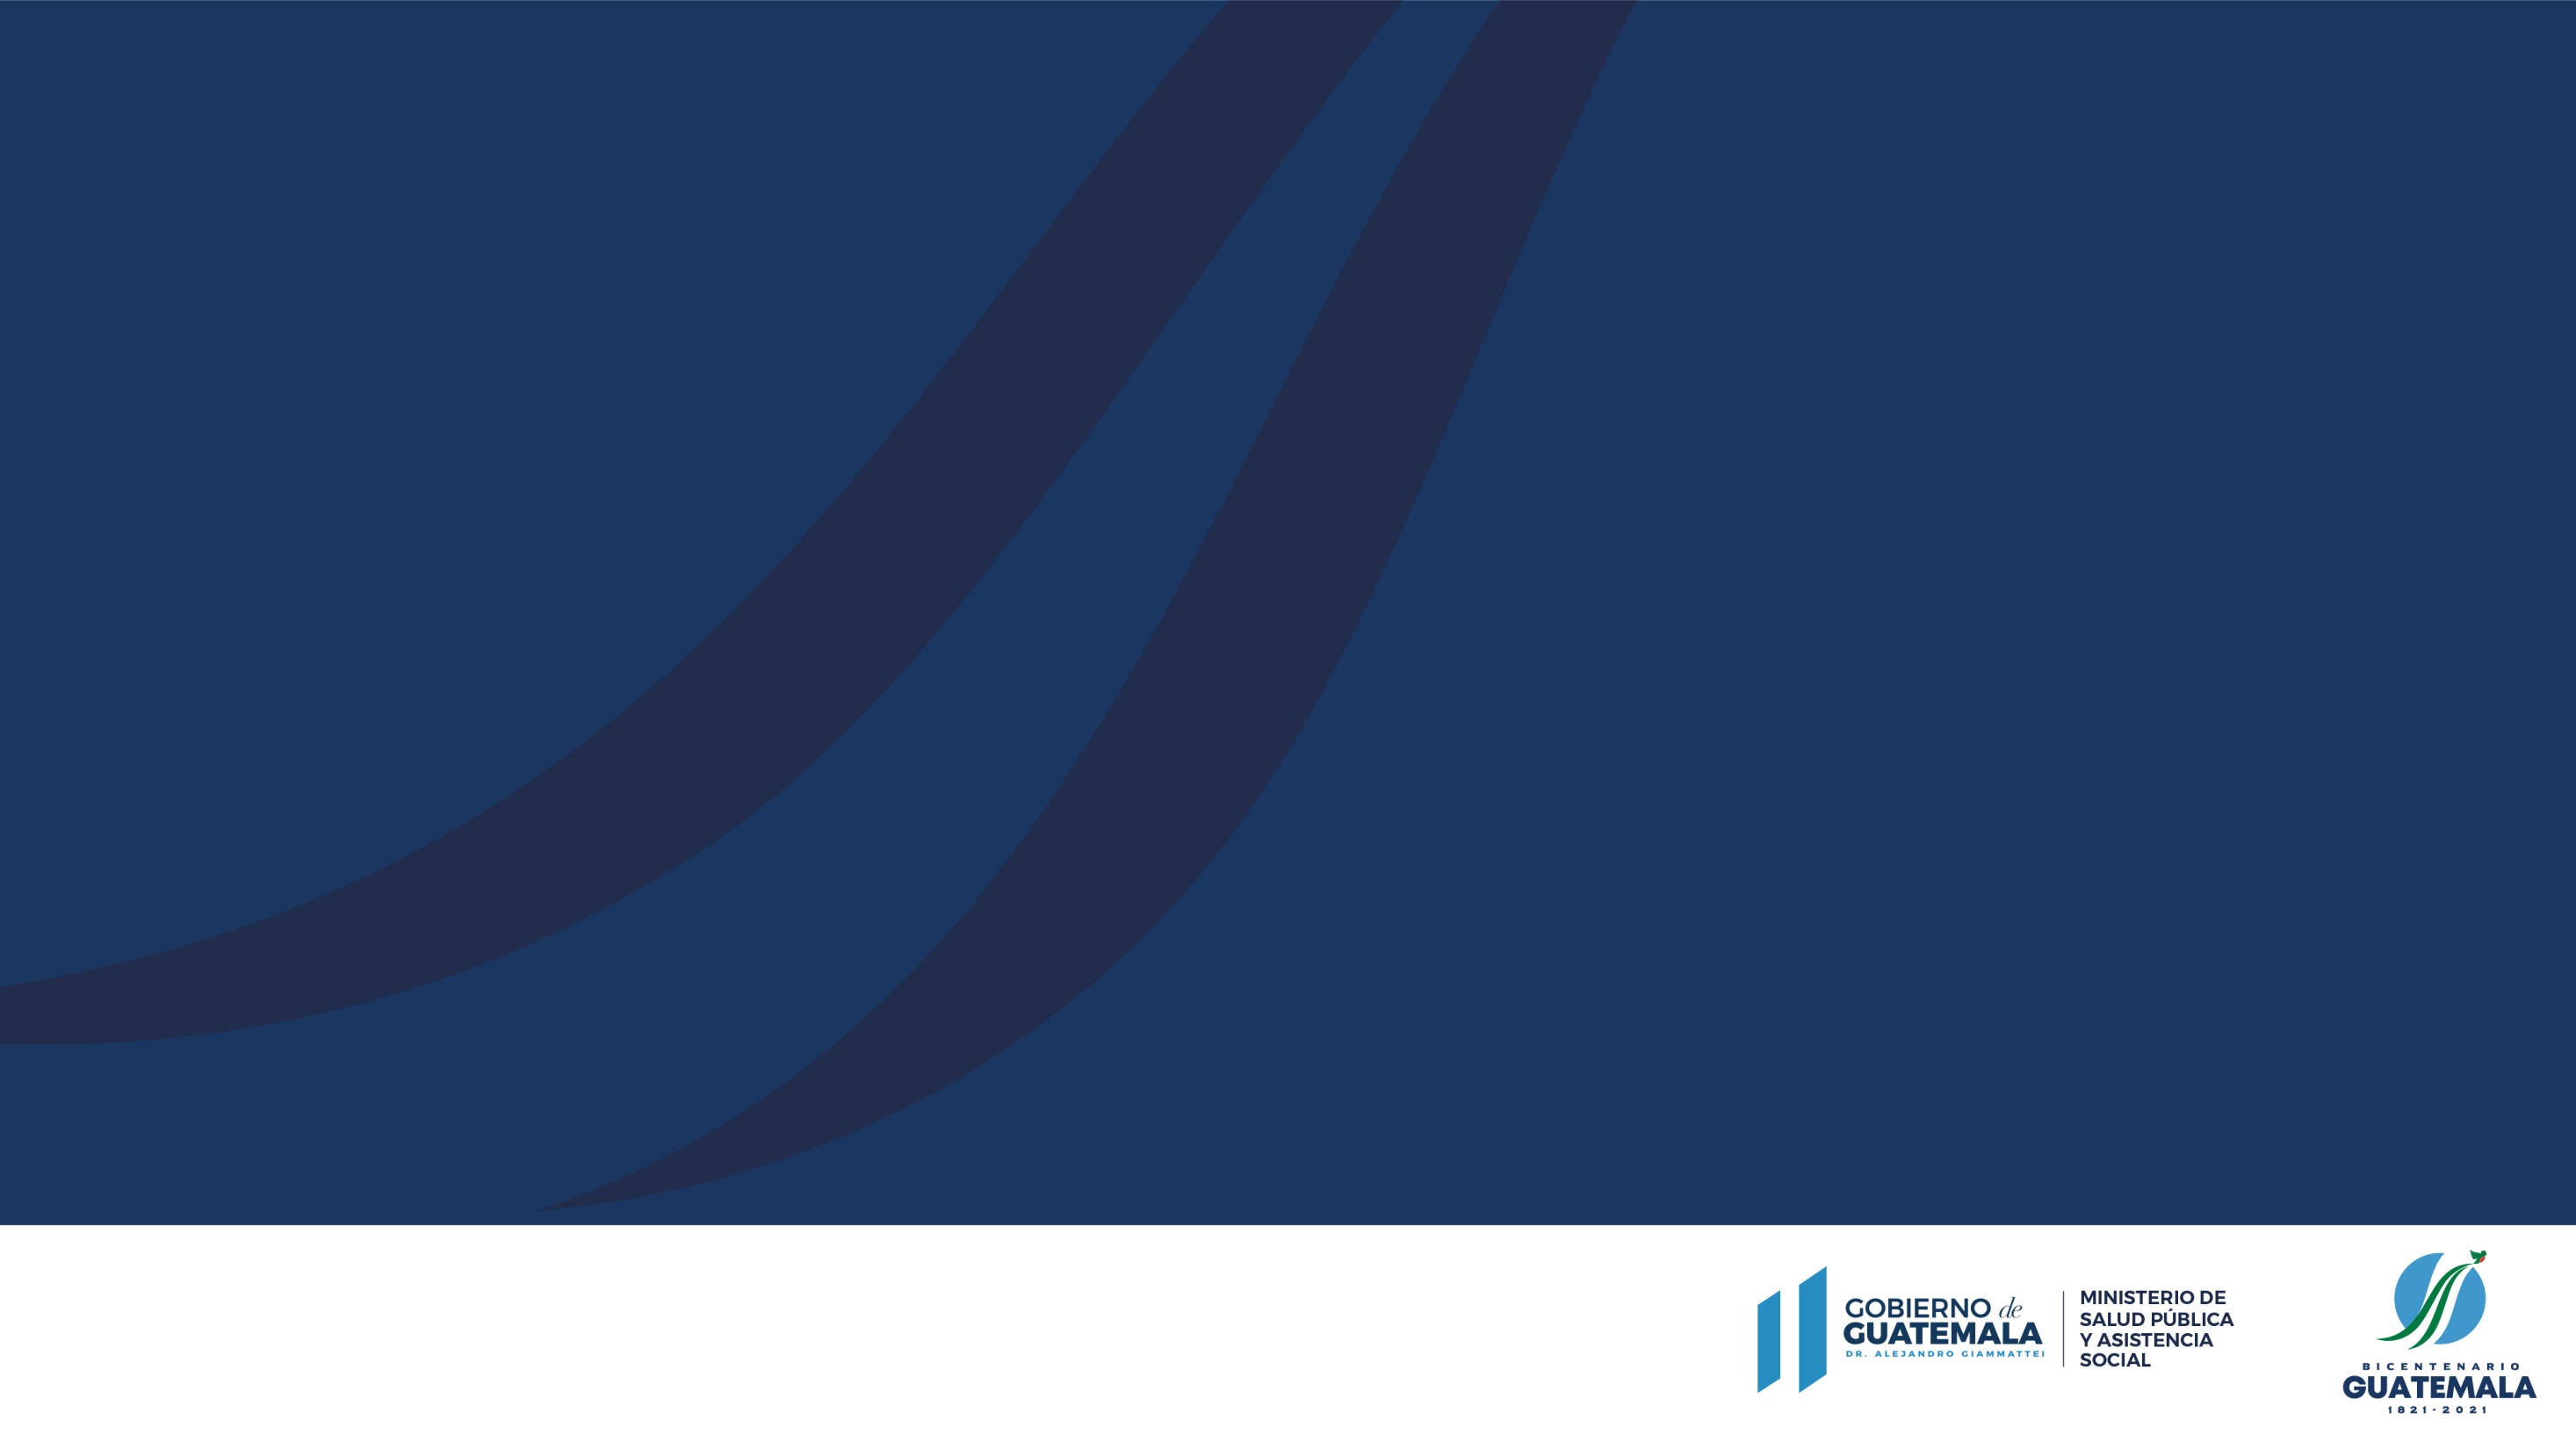 GOBIERNO de
GUATEMALA
DR. ALEJANDRO GIAMMATTEI
MINISTERIO DE
SALUD PÚBLICA
Y ASISTENCIA
SOCIAL
BICENTENARIO
GUATEMALA
1821-2021